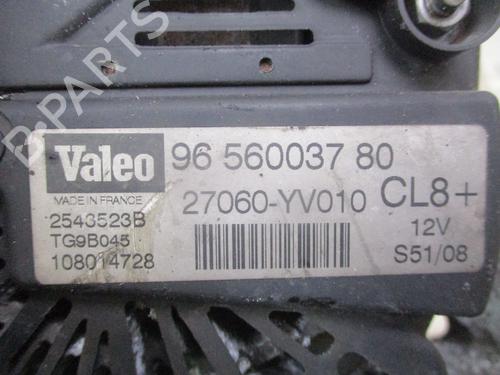 B-PARTS
Valeo
96 560037 80
MADE IN FRANCE
27060-YV010
CL8+
2543523B
TG9B045
108014728
12V
S51/08